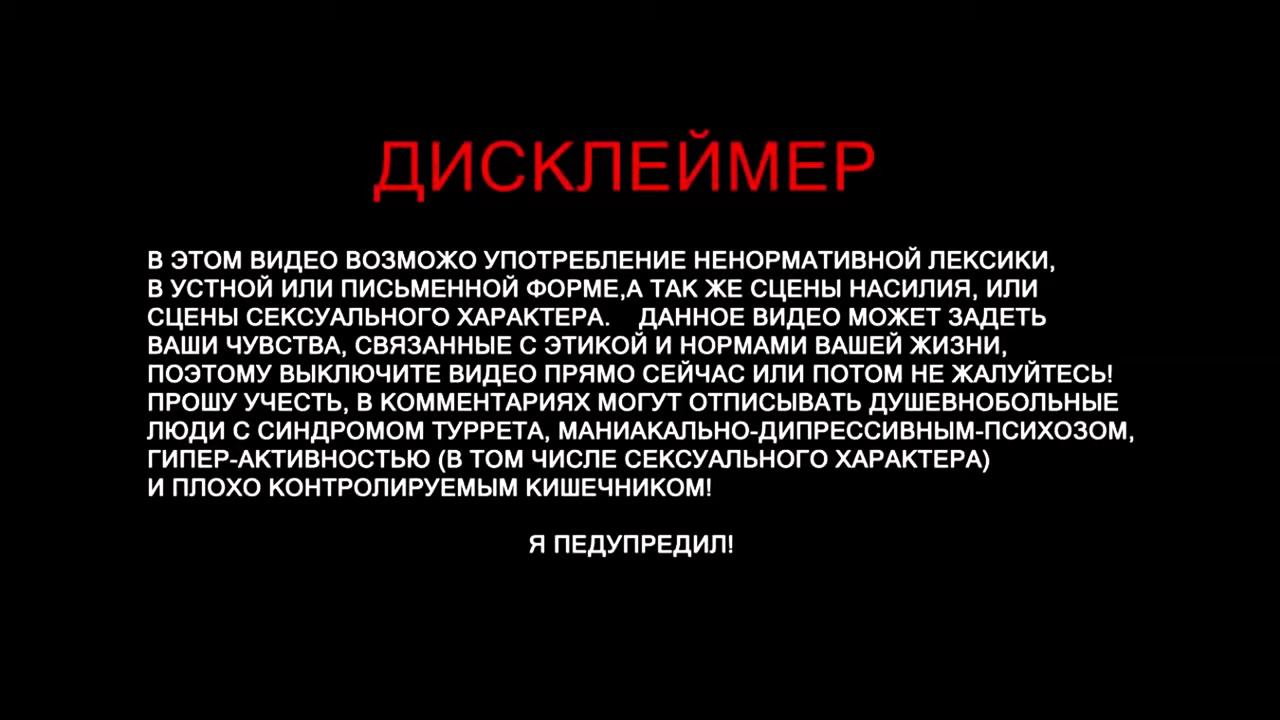 ДИСКЛЕЙМЕР
В ЭТОМ ВИДЕО ВОЗМОЖО УПОТРЕБЛЕНИЕ НЕНОРМАТИВНОЙ ЛЕКСИКИ,
В УСТНОЙ ИЛИ ПИСЬМЕННОЙ ФОРМЕ,А ТАК ЖЕ СЦЕНЫ НАСИЛИЯ, ИЛИ
СЦЕНЫ СЕКСУАЛЬНОГО ХАРАКТЕРА. ДАННОЕ ВИДЕО МОЖЕТ ЗАДЕТЬ
ВАШИ ЧУВСТВА, СВЯЗАННЫЕ С ЭТИКОЙ И НОРМАМИ ВАШЕЙ ЖИЗНИ,
ПОЭТОМУ ВЫКЛЮЧИТЕ ВИДЕО ПРЯМО СЕЙЧАС ИЛИ ПОТОМ НЕ ЖАЛУЙТЕСЬ!
ПРОШУ УЧЕСТЬ, В КОММЕНТАРИЯХ МОГУТ ОТПИСЫВАТЬ ДУШЕВНОБОЛЬНЫЕ
ЛЮДИ С СИНДРОМОМ ТУРРЕТА, МАНИАКАЛЬНО-ДИПРЕССИВНЫМ-ПСИХОЗОМ,
ГИПЕР-АКТИВНОСТЬЮ (В ТОМ ЧИСЛЕ СЕКСУАЛЬНОГО ХАРАКТЕРА)
И ПЛОХО КОНТРОЛИРУЕМЫМ КИШЕЧНИКОМ!
Я ПЕДУПРЕДИЛ!